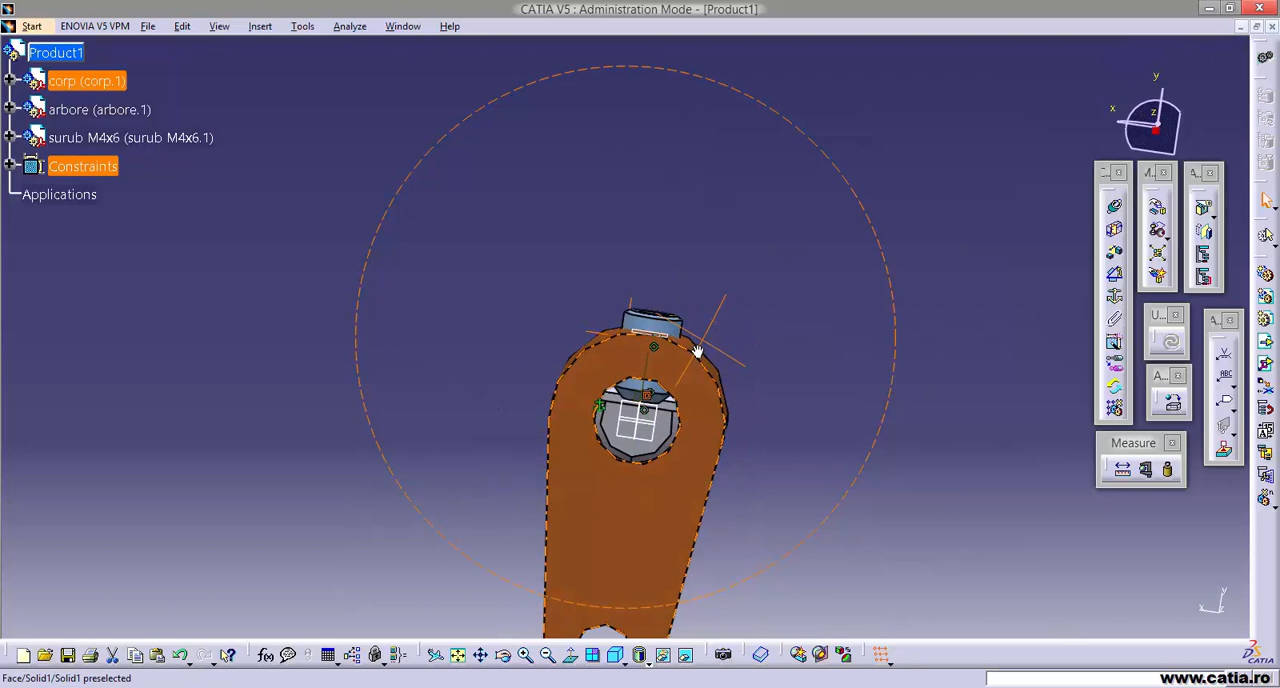 CATIA V5 : Administration Mode - [Product1]
Start ENOVIA V5 VPM File Edit View Insert Tools Analyze Window Help
Product1
corp (corp.1)
arbore (arbore.1)
surub M4x6 (surub M4x6.1)
Constraints
Applications
y
x
z
M...
A...
U...
A...
A...
ABC
Measure
y
x
z
f(x)
CATIA
Face/Solid1/Solid1 preselected
www.catia.ro